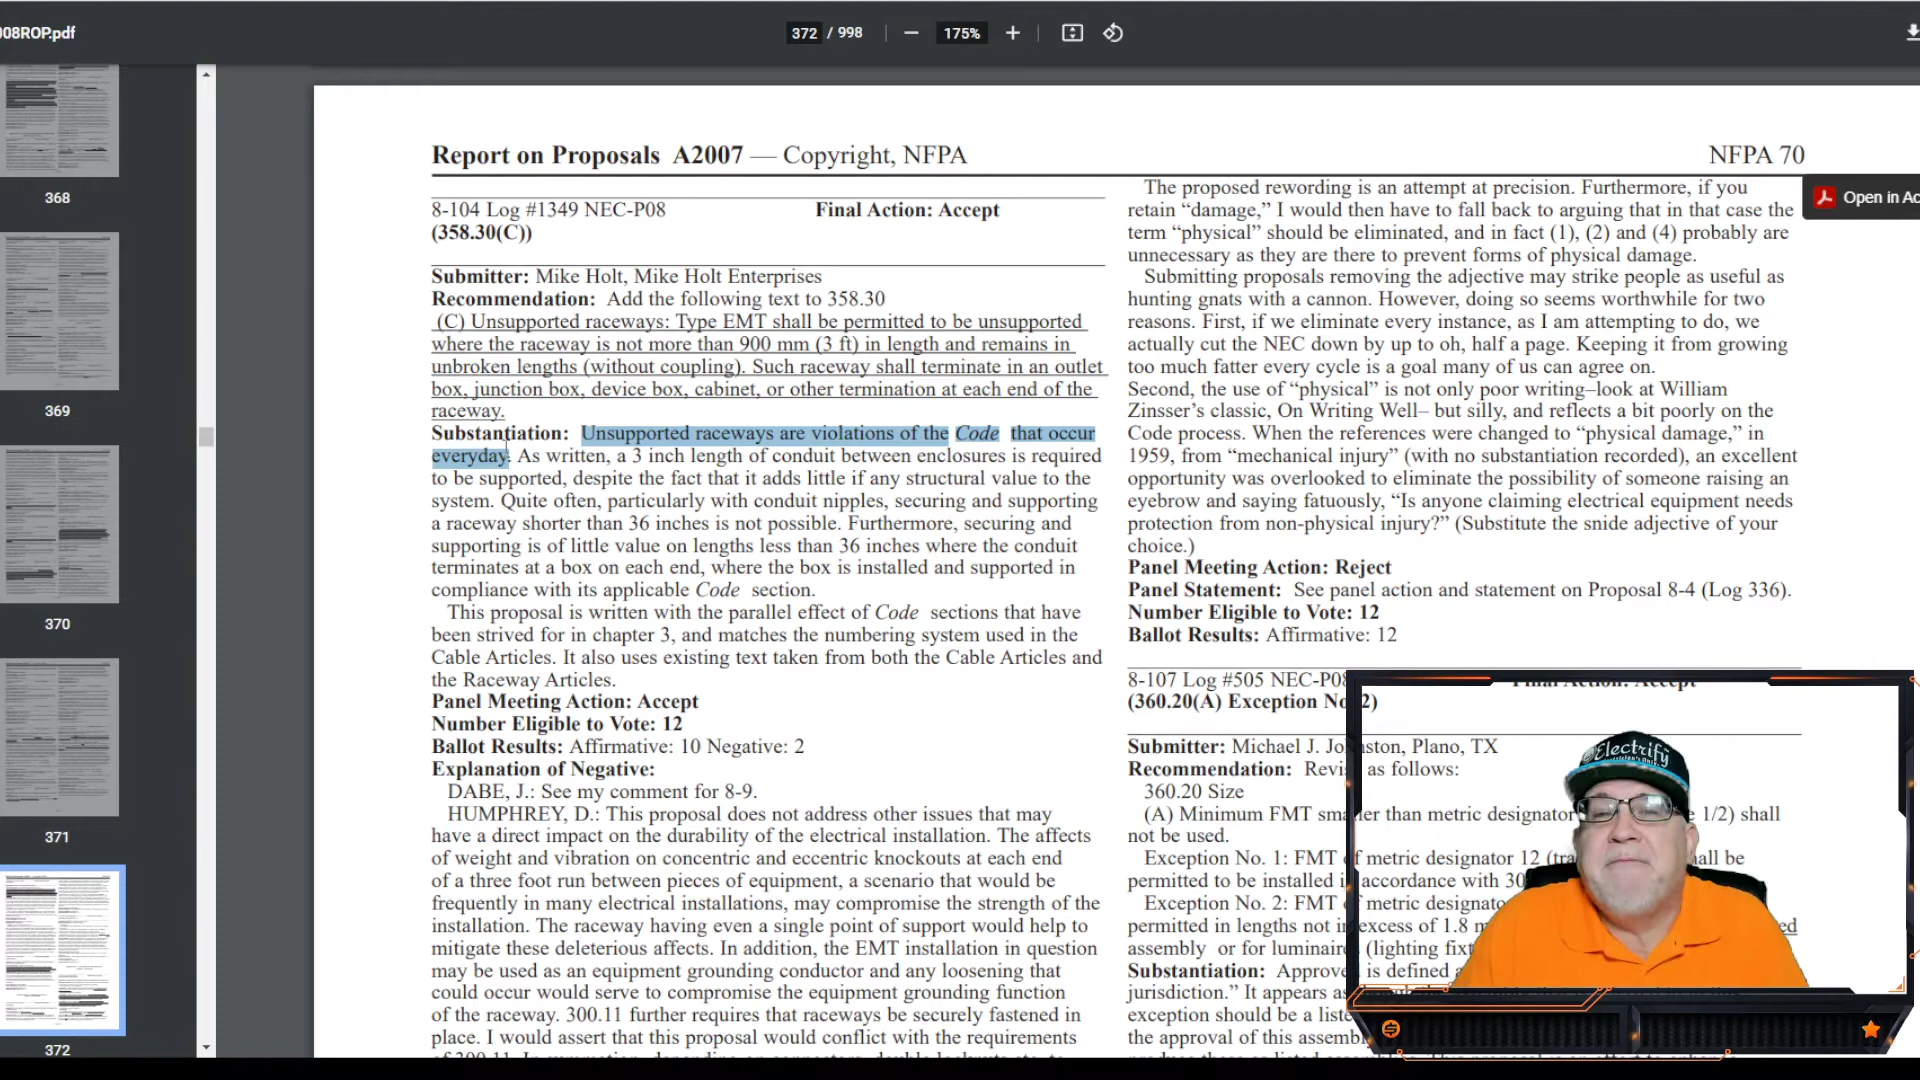 008ROP.pdf
372 / 998
175%
Open in Ac
368
369
370
371
372
Report on Proposals A2007 — Copyright, NFPA
NFPA 70
8-104 Log #1349 NEC-P08 Final Action: Accept
(358.30(C))
Submitter: Mike Holt, Mike Holt Enterprises
Recommendation: Add the following text to 358.30
(C) Unsupported raceways: Type EMT shall be permitted to be unsupported
where the raceway is not more than 900 mm (3 ft) in length and remains in
unbroken lengths (without coupling). Such raceway shall terminate in an outlet
box, junction box, device box, cabinet, or other termination at each end of the
raceway.
Substantiation: Unsupported raceways are violations of the Code that occur
everyday. As written, a 3 inch length of conduit between enclosures is required
to be supported, despite the fact that it adds little if any structural value to the
system. Quite often, particularly with conduit nipples, securing and supporting
a raceway shorter than 36 inches is not possible. Furthermore, securing and
supporting is of little value on lengths less than 36 inches where the conduit
terminates at a box on each end, where the box is installed and supported in
compliance with its applicable Code section.
This proposal is written with the parallel effect of Code sections that have
been strived for in chapter 3, and matches the numbering system used in the
Cable Articles. It also uses existing text taken from both the Cable Articles and
the Raceway Articles.
Panel Meeting Action: Accept
Number Eligible to Vote: 12
Ballot Results: Affirmative: 10 Negative: 2
Explanation of Negative:
DABE, J.: See my comment for 8-9.
HUMPHREY, D.: This proposal does not address other issues that may
have a direct impact on the durability of the electrical installation. The affects
of weight and vibration on concentric and eccentric knockouts at each end
of a three foot run between pieces of equipment, a scenario that would be
frequently in many electrical installations, may compromise the strength of the
installation. The raceway having even a single point of support would help to
mitigate these deleterious affects. In addition, the EMT installation in question
may be used as an equipment grounding conductor and any loosening that
could occur would serve to compromise the equipment grounding function
of the raceway. 300.11 further requires that raceways be securely fastened in
place. I would assert that this proposal would conflict with the requirements
The proposed rewording is an attempt at precision. Furthermore, if you
retain “damage,” I would then have to fall back to arguing that in that case the
term “physical” should be eliminated, and in fact (1), (2) and (4) probably are
unnecessary as they are there to prevent forms of physical damage.
Submitting proposals removing the adjective may strike people as useful as
hunting gnats with a cannon. However, doing so seems worthwhile for two
reasons. First, if we eliminate every instance, as I am attempting to do, we
actually cut the NEC down by up to oh, half a page. Keeping it from growing
too much fatter every cycle is a goal many of us can agree on.
Second, the use of “physical” is not only poor writing–look at William
Zinsser’s classic, On Writing Well– but silly, and reflects a bit poorly on the
Code process. When the references were changed to “physical damage,” in
1959, from “mechanical injury” (with no substantiation recorded), an excellent
opportunity was overlooked to eliminate the possibility of someone raising an
eyebrow and saying fatuously, “Is anyone claiming electrical equipment needs
protection from non-physical injury?” (Substitute the snide adjective of your
choice.)
Panel Meeting Action: Reject
Panel Statement: See panel action and statement on Proposal 8-4 (Log 336).
Number Eligible to Vote: 12
Ballot Results: Affirmative: 12
8-107 Log #505 NEC-P08 Final Action: Accept
(360.20(A) Exception No. 2)
Submitter: Michael J. Johnston, Plano, TX
Recommendation: Revise as follows:
360.20 Size
(A) Minimum FMT smaller than metric designator 1/2) shall
not be used.
Exception No. 1: FMT of metric designator 12 shall be
permitted to be installed in accordance with 30
Exception No. 2: FMT of metric designator
permitted in lengths not in excess of 1.8
assembly or for luminaire (lighting
Substantiation: is defined
jurisdiction.” It appears
exception should be a
the approval of this
@Electrify